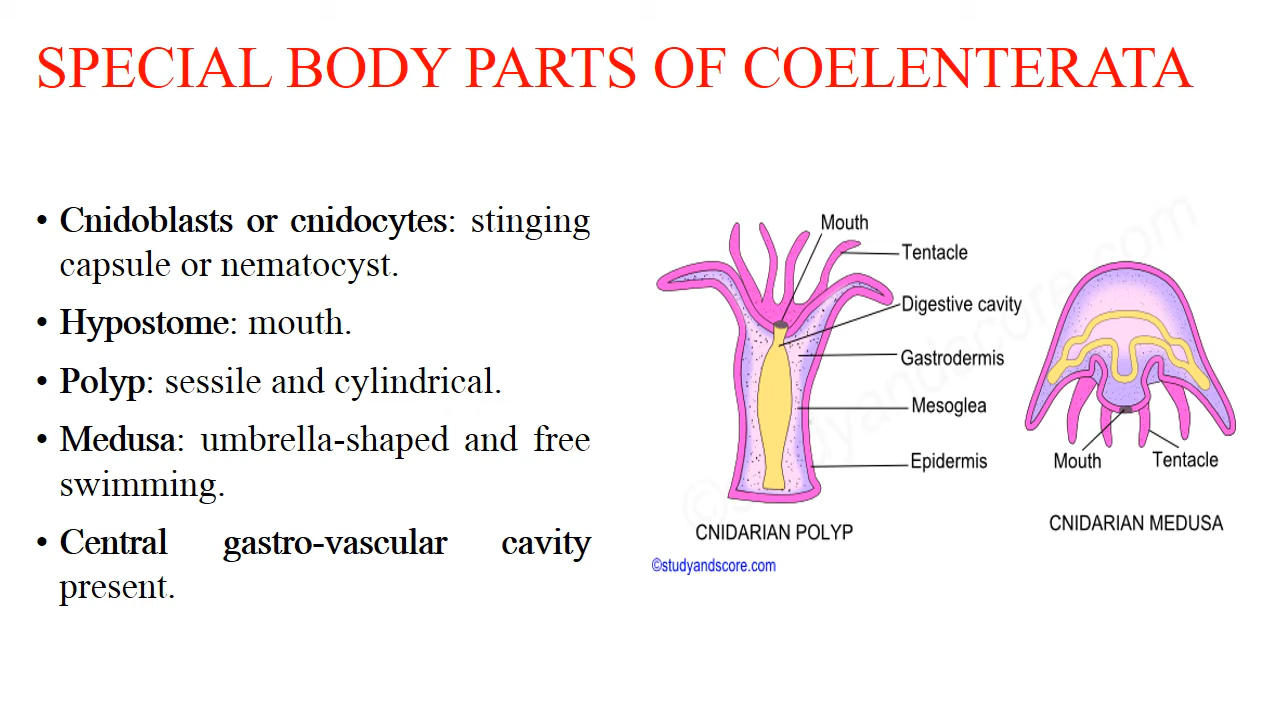 SPECIAL BODY PARTS OF COELENTERATA
• Cnidoblasts or cnidocytes: stinging
capsule or nematocyst.
• Hypostome: mouth.
• Polyp: sessile and cylindrical.
• Medusa: umbrella-shaped and free
swimming.
• Central gastro-vascular cavity
present.
Mouth
Tentacle
Digestive cavity
Gastrodermis
Mesoglea
Epidermis
CNIDARIAN POLYP
©studyandscore.com
Mouth
Tentacle
CNIDARIAN MEDUSA
©studyandscore.com